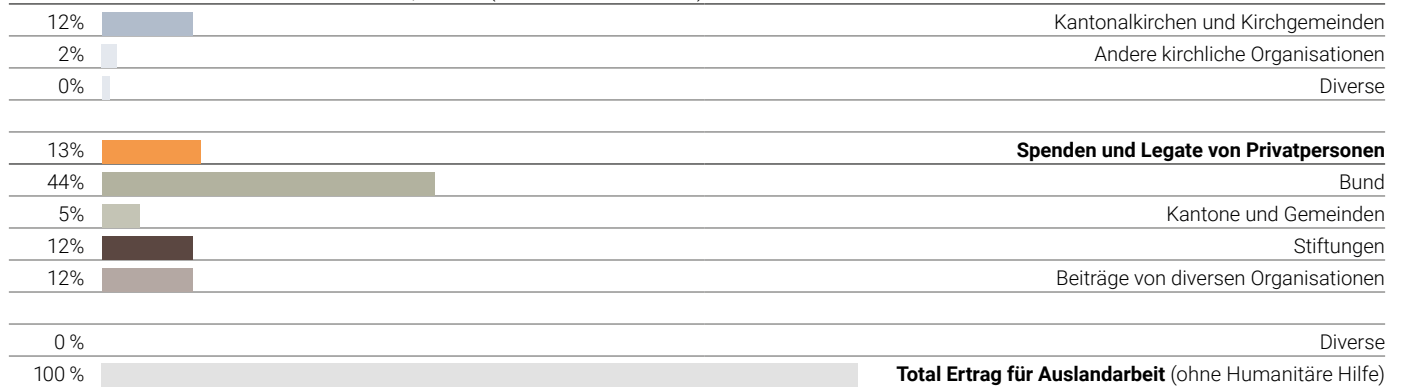 12% Kantonalkirchen und Kirchgemeinden
2% Andere kirchliche Organisationen
0% Diverse
13% Spenden und Legate von Privatpersonen
44% Bund
5% Kantone und Gemeinden
12% Stiftungen
12% Beiträge von diversen Organisationen
0 % Diverse
100 % Total Ertrag für Auslandarbeit (ohne Humanitäre Hilfe)